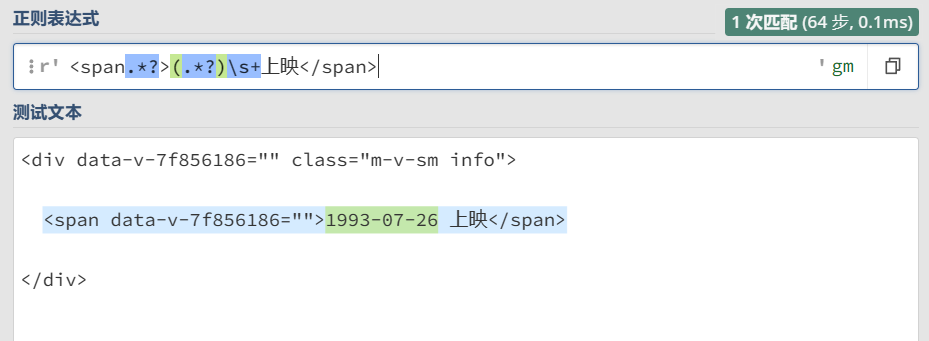 正则表达式
1 次匹配 (64 步, 0.1ms)
r' <span.*?>(.*?)\s+上映</span> ' gm
测试文本
<div data-v-7f856186="" class="m-v-sm info">
<span data-v-7f856186="">1993-07-26 上映</span>
</div>